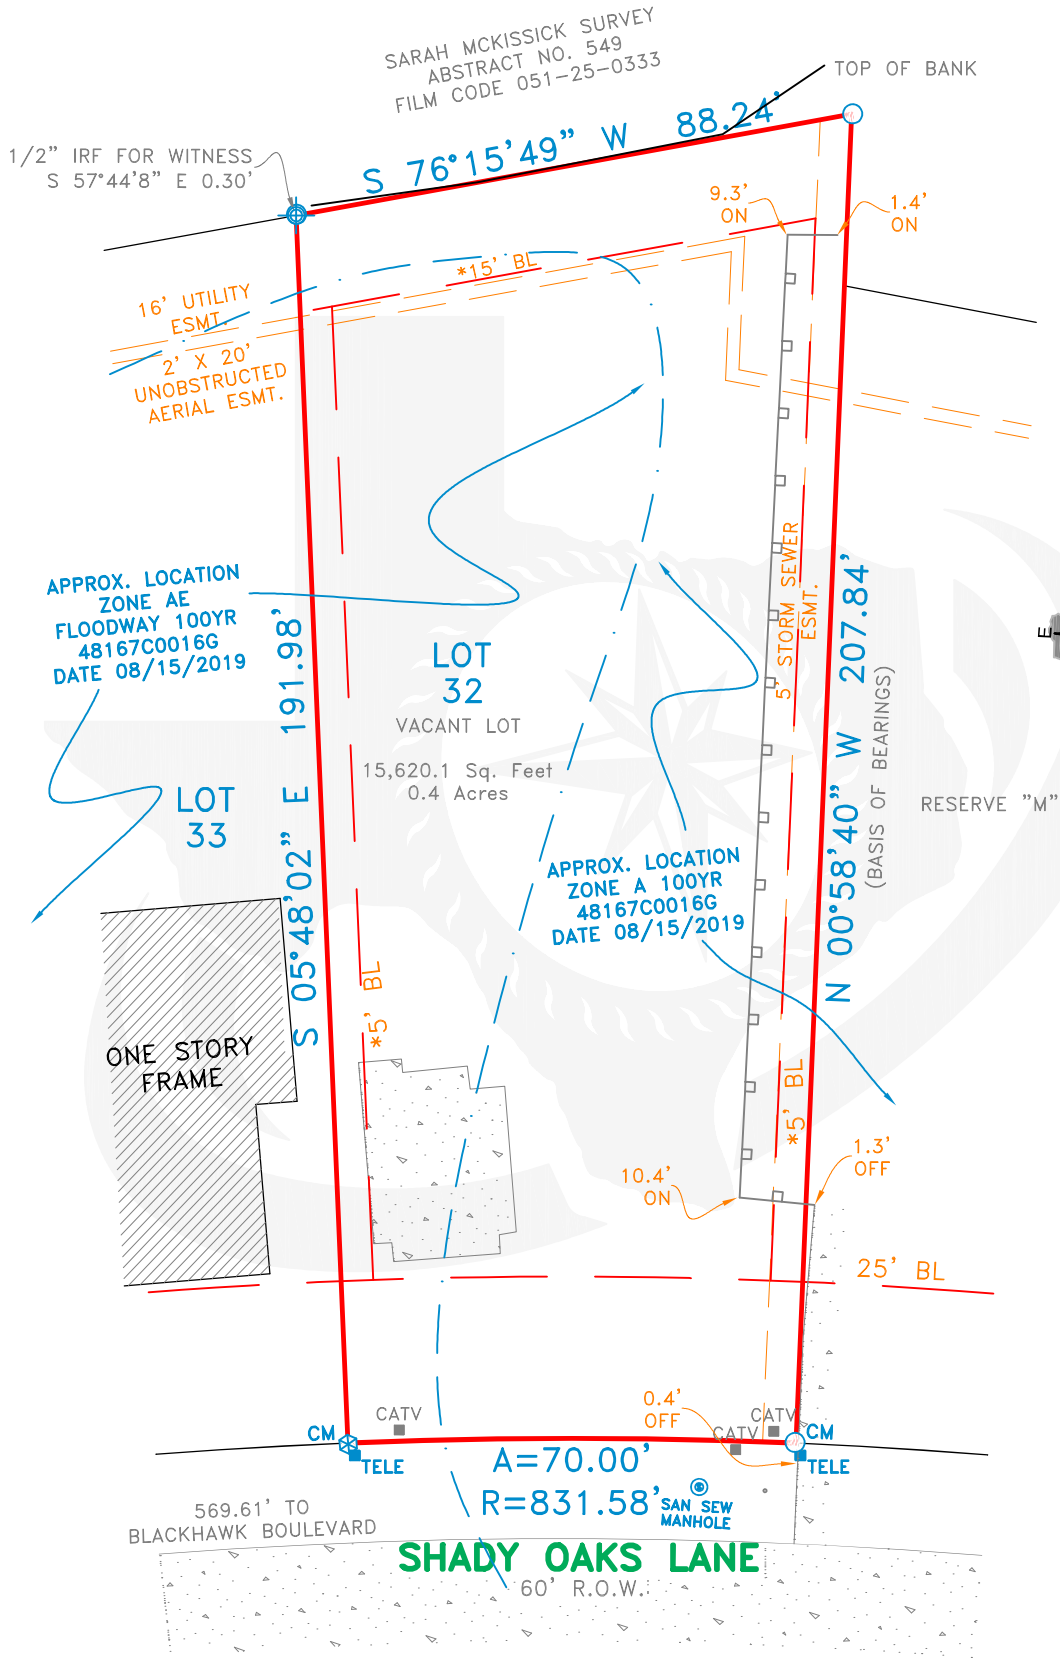 SARAH MCKISSICK SURVEY
ABSTRACT NO. 549
FILM CODE 051-25-0333
TOP OF BANK
S 76°15'49" W 88.24'
1/2" IRF FOR WITNESS
S 57°44'8" E 0.30'
9.3'
ON
1.4'
ON
*15' BL
16' UTILITY
ESMT.
2' X 20'
UNOBSTRUCTED
AERIAL ESMT.
APPROX. LOCATION
ZONE AE
FLOODWAY 100YR
48167C0016G
DATE 08/15/2019
S 05°48'02" E 191.98'
LOT
32
VACANT LOT
15,620.1 Sq. Feet
0.4 Acres
5' STORM SEWER
ESMT.
N 00°58'40" W 207.84'
(BASIS OF BEARINGS)
E
RESERVE "M"
LOT
33
APPROX. LOCATION
ZONE A 100YR
48167C0016G
DATE 08/15/2019
ONE STORY
FRAME
*5' BL
*5' BL
10.4'
ON
1.3'
OFF
25' BL
0.4'
OFF
CATV
CATV
CATV
CM
CM
TELE
TELE
A=70.00'
R=831.58'
SAN SEW
MANHOLE
569.61' TO
BLACKHAWK BOULEVARD
SHADY OAKS LANE
60' R.O.W.